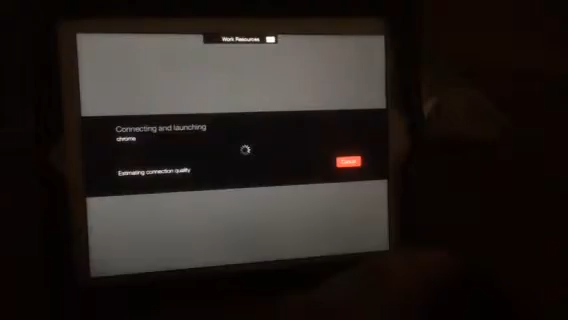 Work Resources
Connecting and launching
chrome
Estimating connection quality
Cancel